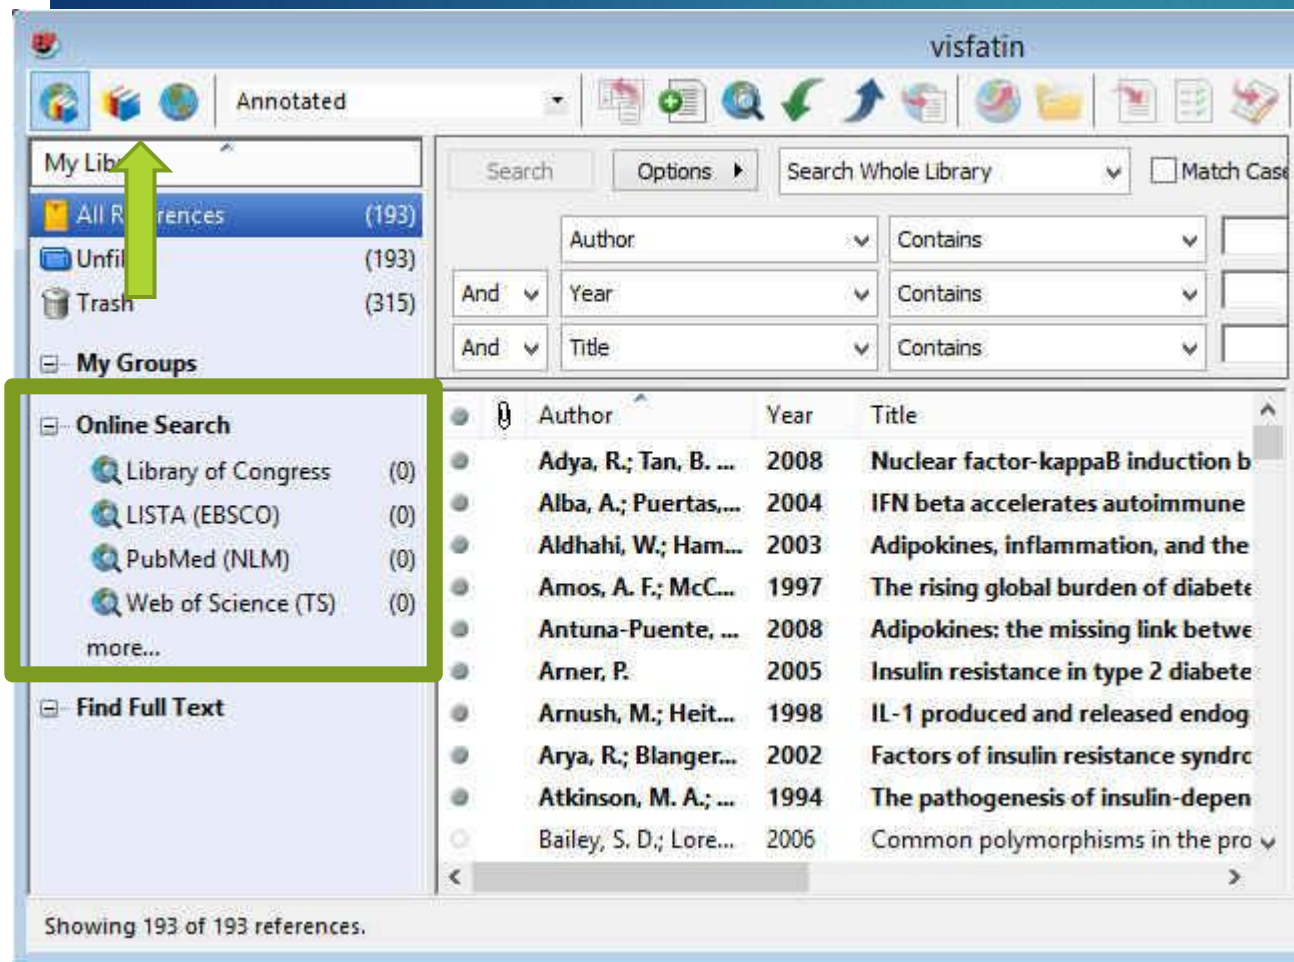 visfatin
Annotated
My Lib
Search Options Search Whole Library Match Case
All References (193)
Author Contains
Unfil (193)
And Year Contains
Trash (315)
And Title Contains
My Groups
Online Search
Library of Congress (0)
LISTA (EBSCO) (0)
PubMed (NLM) (0)
Web of Science (TS) (0)
more...
Find Full Text
Author Year Title
Adya, R.; Tan, B. ... 2008 Nuclear factor-kappaB induction b
Alba, A.; Puertas,... 2004 IFN beta accelerates autoimmune
Aldhahi, W.; Ham... 2003 Adipokines, inflammation, and the
Amos, A. F.; McC... 1997 The rising global burden of diabete
Antuna-Puente, ... 2008 Adipokines: the missing link betwe
Arner, P. 2005 Insulin resistance in type 2 diabete
Arnush, M.; Heit... 1998 IL-1 produced and released endog
Arya, R.; Blanger... 2002 Factors of insulin resistance syndrc
Atkinson, M. A.; ... 1994 The pathogenesis of insulin-depen
Bailey, S. D.; Lore... 2006 Common polymorphisms in the pro
Showing 193 of 193 references.